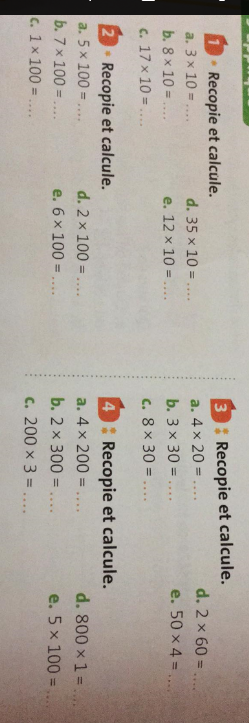 1 • Recopie et calcule.
a. 3 × 10 = .... d. 35 × 10 = ....
b. 8 × 10 = .... e. 12 × 10 = ....
c. 17 × 10 = ....
2 • Recopie et calcule.
a. 5 × 100 = .... d. 2 × 100 = ....
b. 7 × 100 = .... e. 6 × 100 = ....
c. 1 × 100 = ....
3 Recopie et calcule.
a. 4 × 20 = .... d. 2 × 60 = ....
b. 3 × 30 = .... e. 50 × 4 = ....
c. 8 × 30 = ....
4 Recopie et calcule.
a. 4 × 200 = .... d. 800 × 1 = ....
b. 2 × 300 = .... e. 5 × 100 = ....
c. 200 × 3 = ....